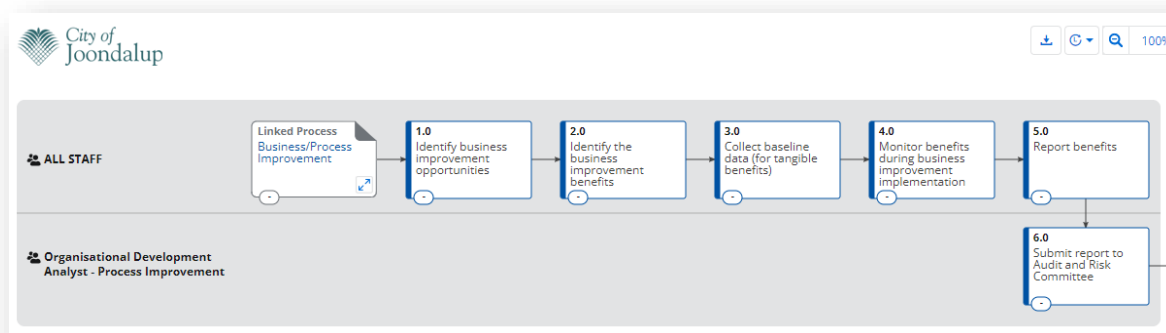 City of
Joondalup
100%
Linked Process
Business/Process
Improvement
ALL STAFF
1.0
Identify business
improvement
opportunities
2.0
Identify the
business
improvement
benefits
3.0
Collect baseline
data (for tangible
benefits)
4.0
Monitor benefits
during business
improvement
implementation
5.0
Report benefits
Organisational Development
Analyst - Process Improvement
6.0
Submit report to
Audit and Risk
Committee